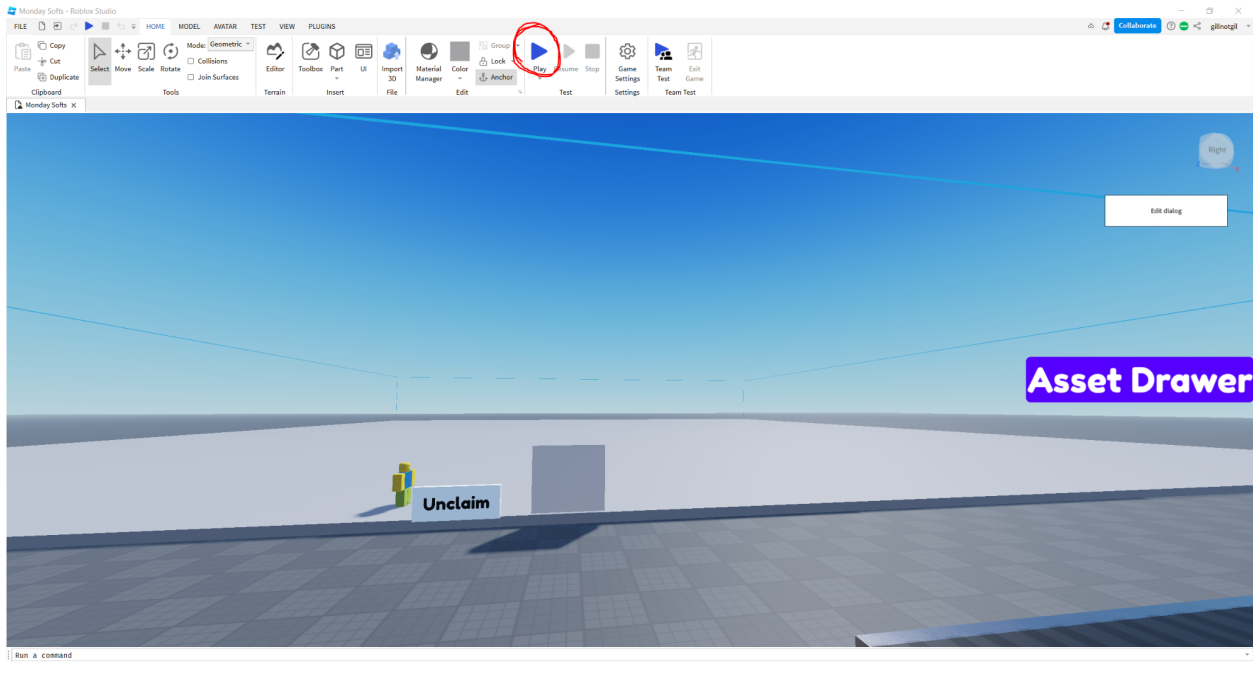 Monday Softs - Roblox Studio
FILE HOME MODEL AVATAR TEST VIEW PLUGINS Collaborate gillnotgil
Paste Copy Cut Duplicate
Select Move Scale Rotate
Mode: Geometric
Collisions
Join Surfaces
Editor
Toolbox Part UI
Import 3D
Material Manager Color
Group
Lock
Anchor
Play Resume Stop
Game Settings
Team Test Exit Game
Clipboard Tools Terrain Insert File Edit Test Settings Team Test
Monday Softs
Right
Z
X
Edit dialog
Asset Drawer
Unclaim
Run a command